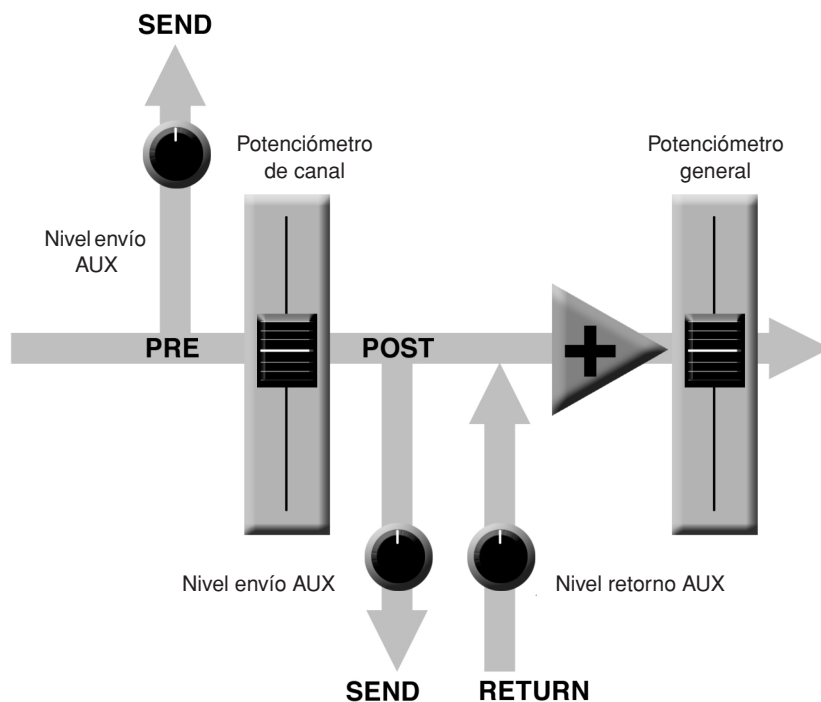 SEND
Potenciómetro
de canal
Potenciómetro
general
Nivel envío
AUX
PRE
POST
Nivel envío AUX
Nivel retorno AUX
SEND
RETURN